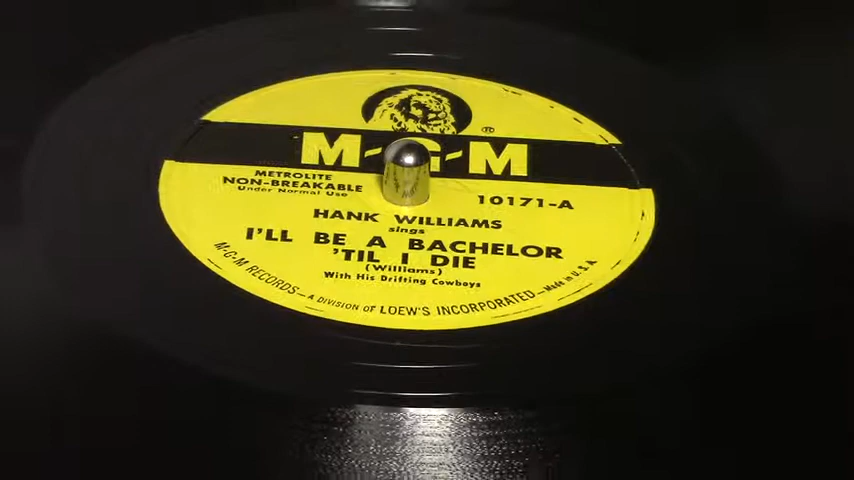 ®
M-G-M
METROLITE
NON-BREAKABLE
Under Normal Use
10171-A
HANK WILLIAMS
sings
I'LL BE A BACHELOR
'TIL I DIE
(Williams)
With His Drifting Cowboys
M-G-M RECORDS—A DIVISION OF LOEW'S INCORPORATED—Made in U.S.A